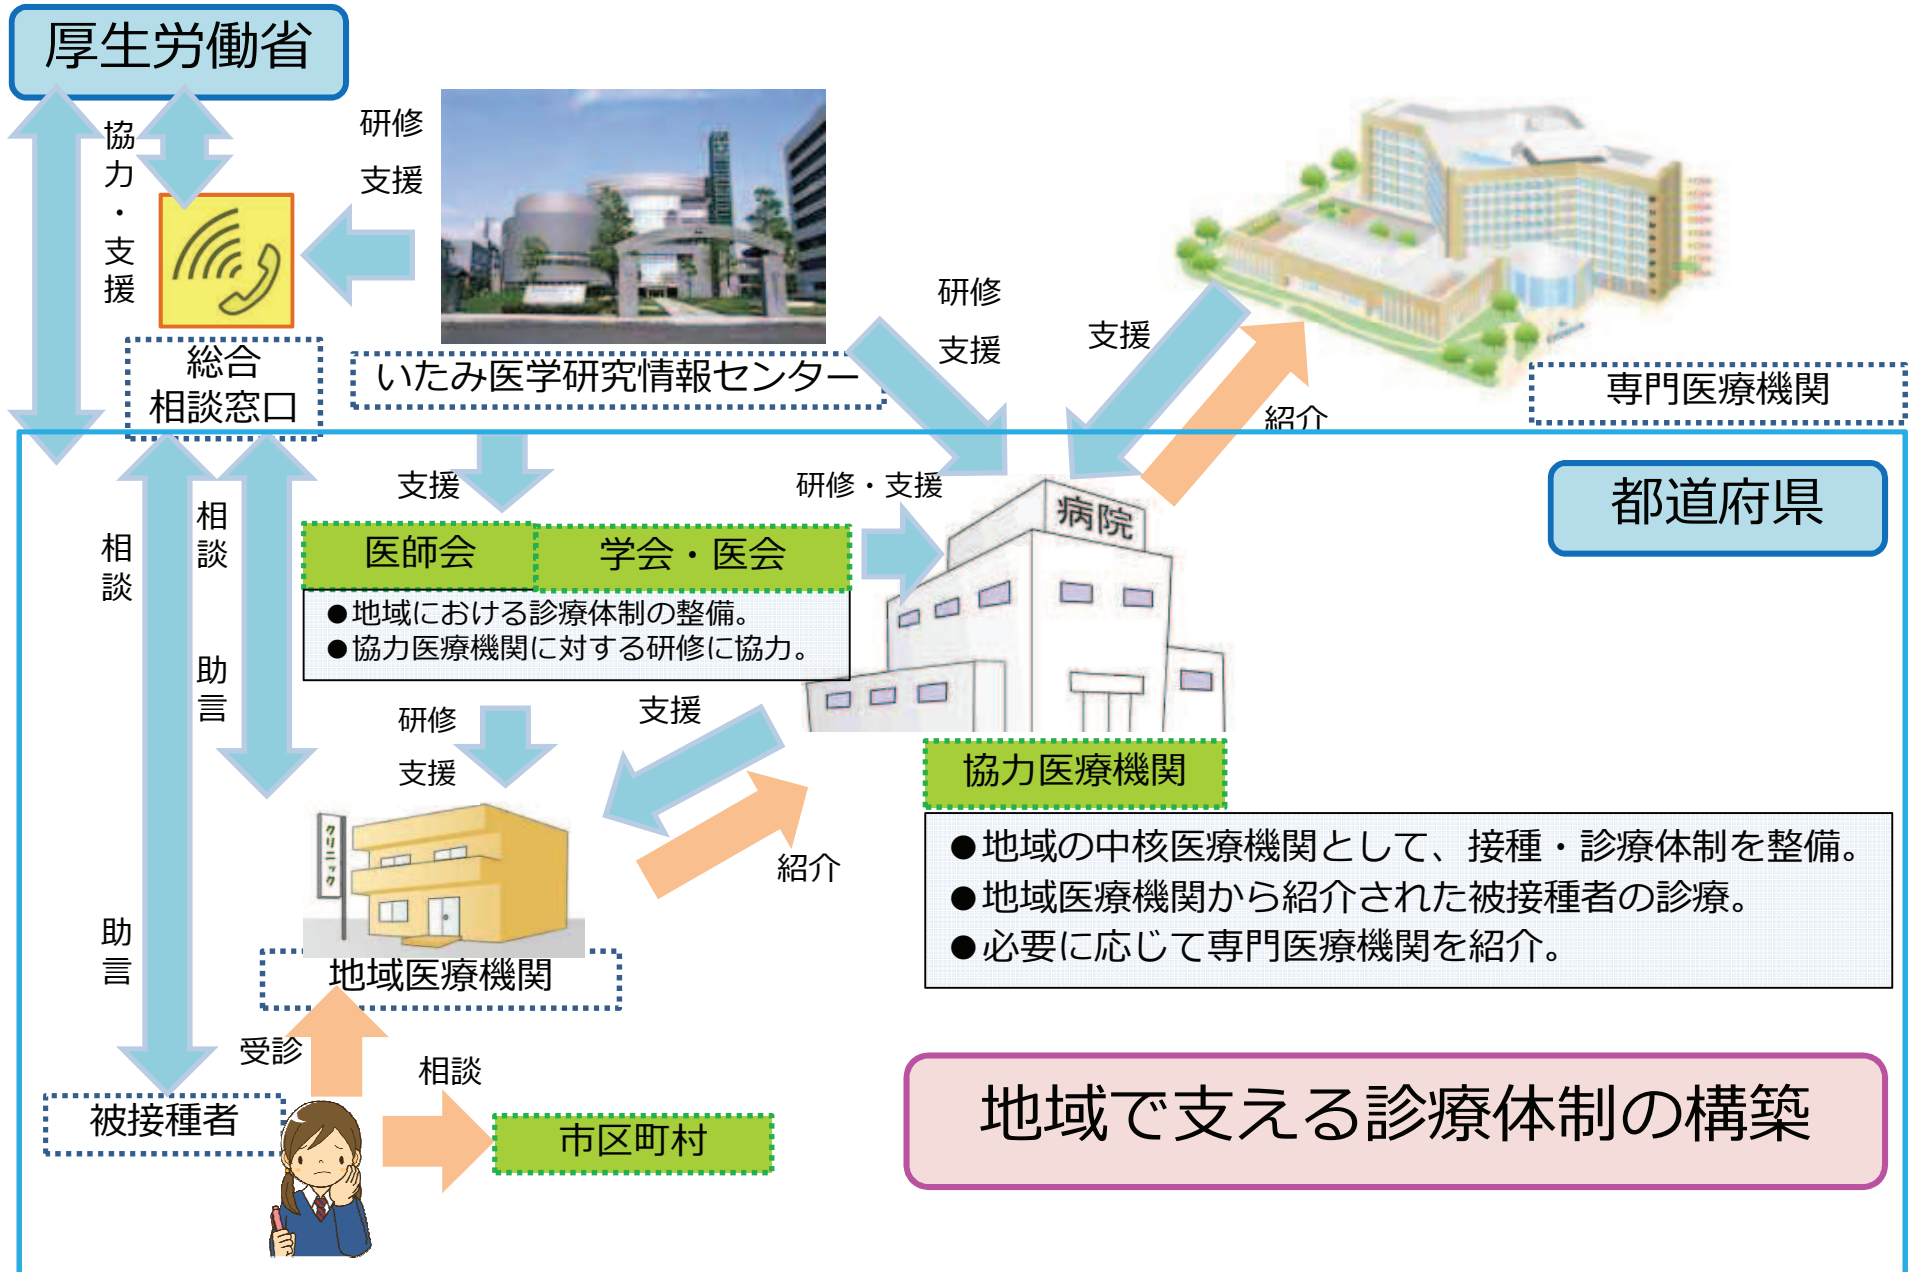 厚生労働省
協力・支援
研修
支援
総合
相談窓口
いたみ医学研究情報センター
研修
支援
支援
紹介
専門医療機関
都道府県
相談
助言
相談
助言
支援
医師会
学会・医会
●地域における診療体制の整備。
●協力医療機関に対する研修に協力。
研修・支援
病院
研修
支援
支援
紹介
協力医療機関
●地域の中核医療機関として、接種・診療体制を整備。
●地域医療機関から紹介された被接種者の診療。
●必要に応じて専門医療機関を紹介。
クリニック
地域医療機関
受診
相談
被接種者
市区町村
地域で支える診療体制の構築